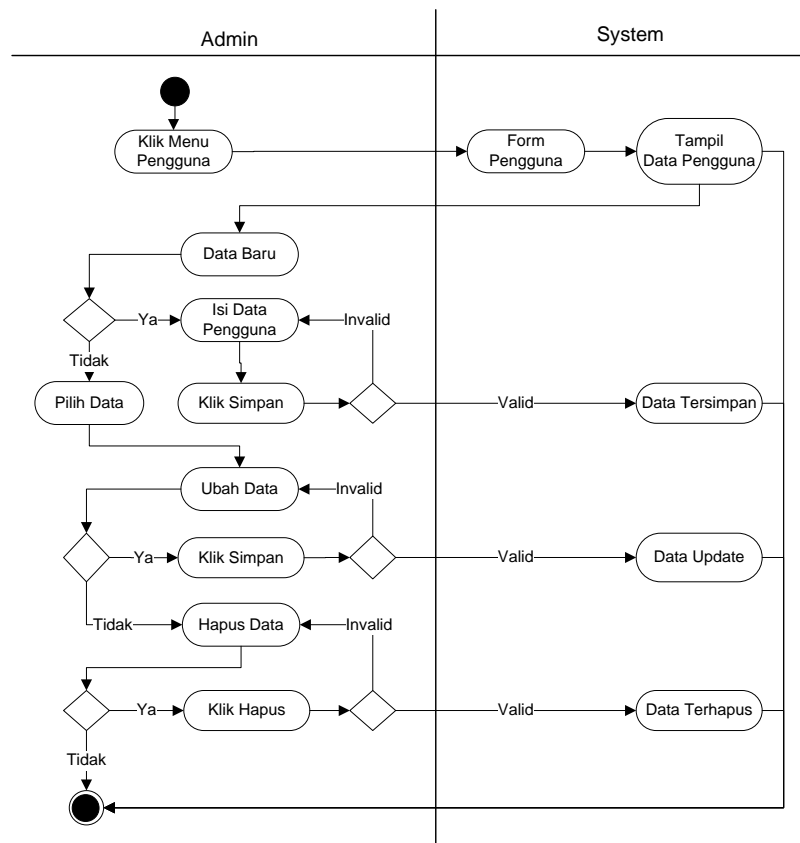 Admin
System
Klik Menu
Pengguna
Form
Pengguna
Tampil
Data Pengguna
Data Baru
Ya
Isi Data
Pengguna
Invalid
Tidak
Pilih Data
Klik Simpan
Valid
Data Tersimpan
Ubah Data
Invalid
Ya
Klik Simpan
Valid
Data Update
Tidak
Hapus Data
Invalid
Ya
Klik Hapus
Valid
Data Terhapus
Tidak